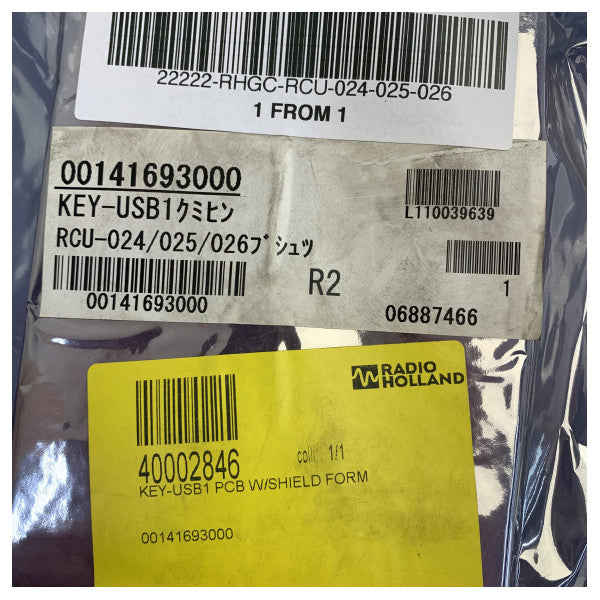 22222-RHGC-RCU-024-025-026
1 FROM 1
00141693000
KEY-USB1クミヒン
L110039639
RCU-024/025/026ブシュツ
R2
1
00141693000
06887466
RADIO
HOLLAND
40002846
colli: 1/1
KEY-USB1 PCB W/SHIELD FORM
00141693000